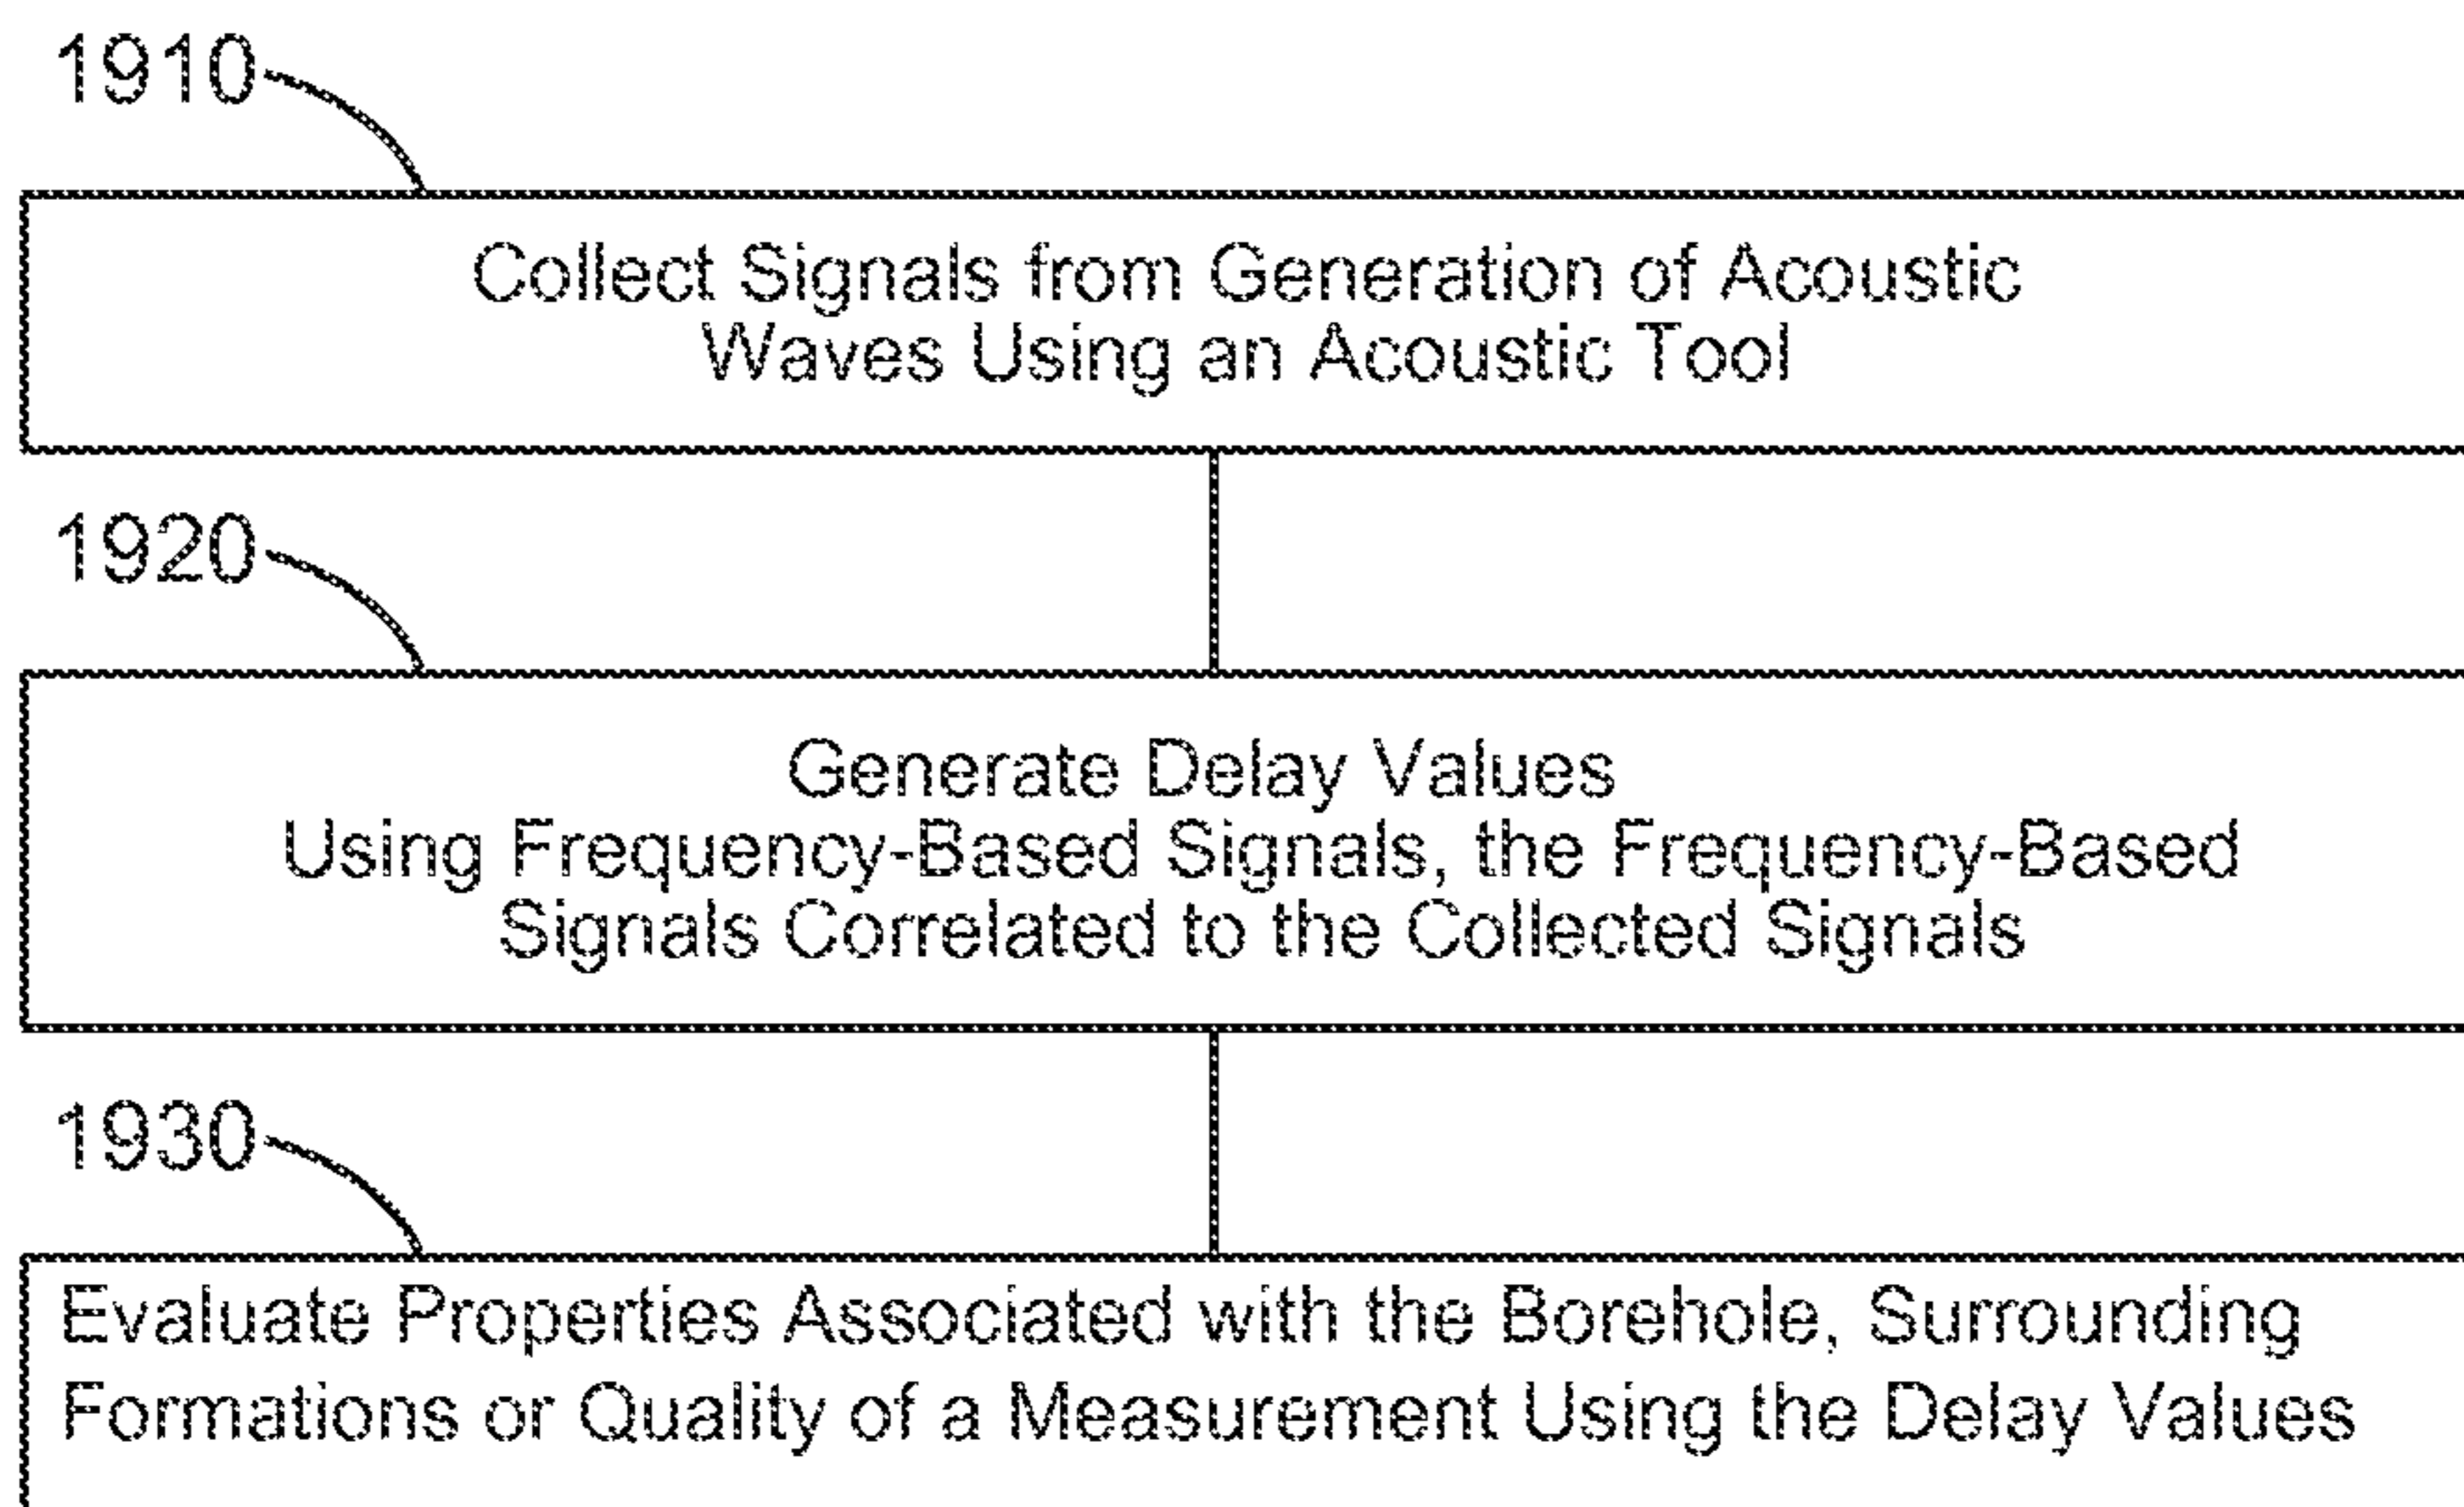 1910
Collect Signals from Generation of Acoustic
Waves Using an Acoustic Tool
1920
Generate Delay Values
Using Frequency-Based Signals, the Frequency-Based
Signals Correlated to the Collected Signals
1930
Evaluate Properties Associated with the Borehole, Surrounding
Formations or Quality of a Measurement Using the Delay Values